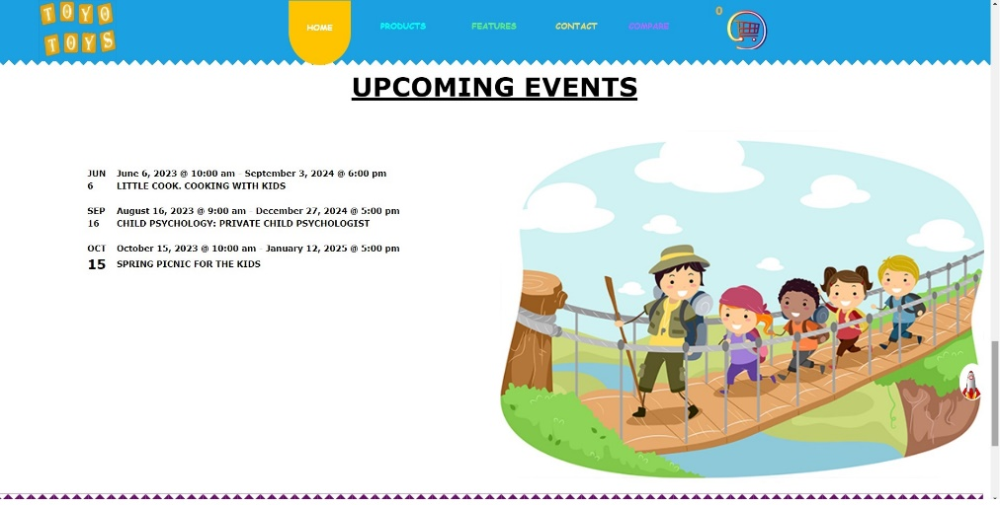 TOYO
TOYS
HOME
PRODUCTS
FEATURES
CONTACT
COMPARE
0
UPCOMING EVENTS
JUN June 6, 2023 @ 10:00 am - September 3, 2024 @ 6:00 pm
6 LITTLE COOK. COOKING WITH KIDS
SEP August 16, 2023 @ 9:00 am - December 27, 2024 @ 5:00 pm
16 CHILD PSYCHOLOGY: PRIVATE CHILD PSYCHOLOGIST
OCT October 15, 2023 @ 10:00 am - January 12, 2025 @ 5:00 pm
15 SPRING PICNIC FOR THE KIDS